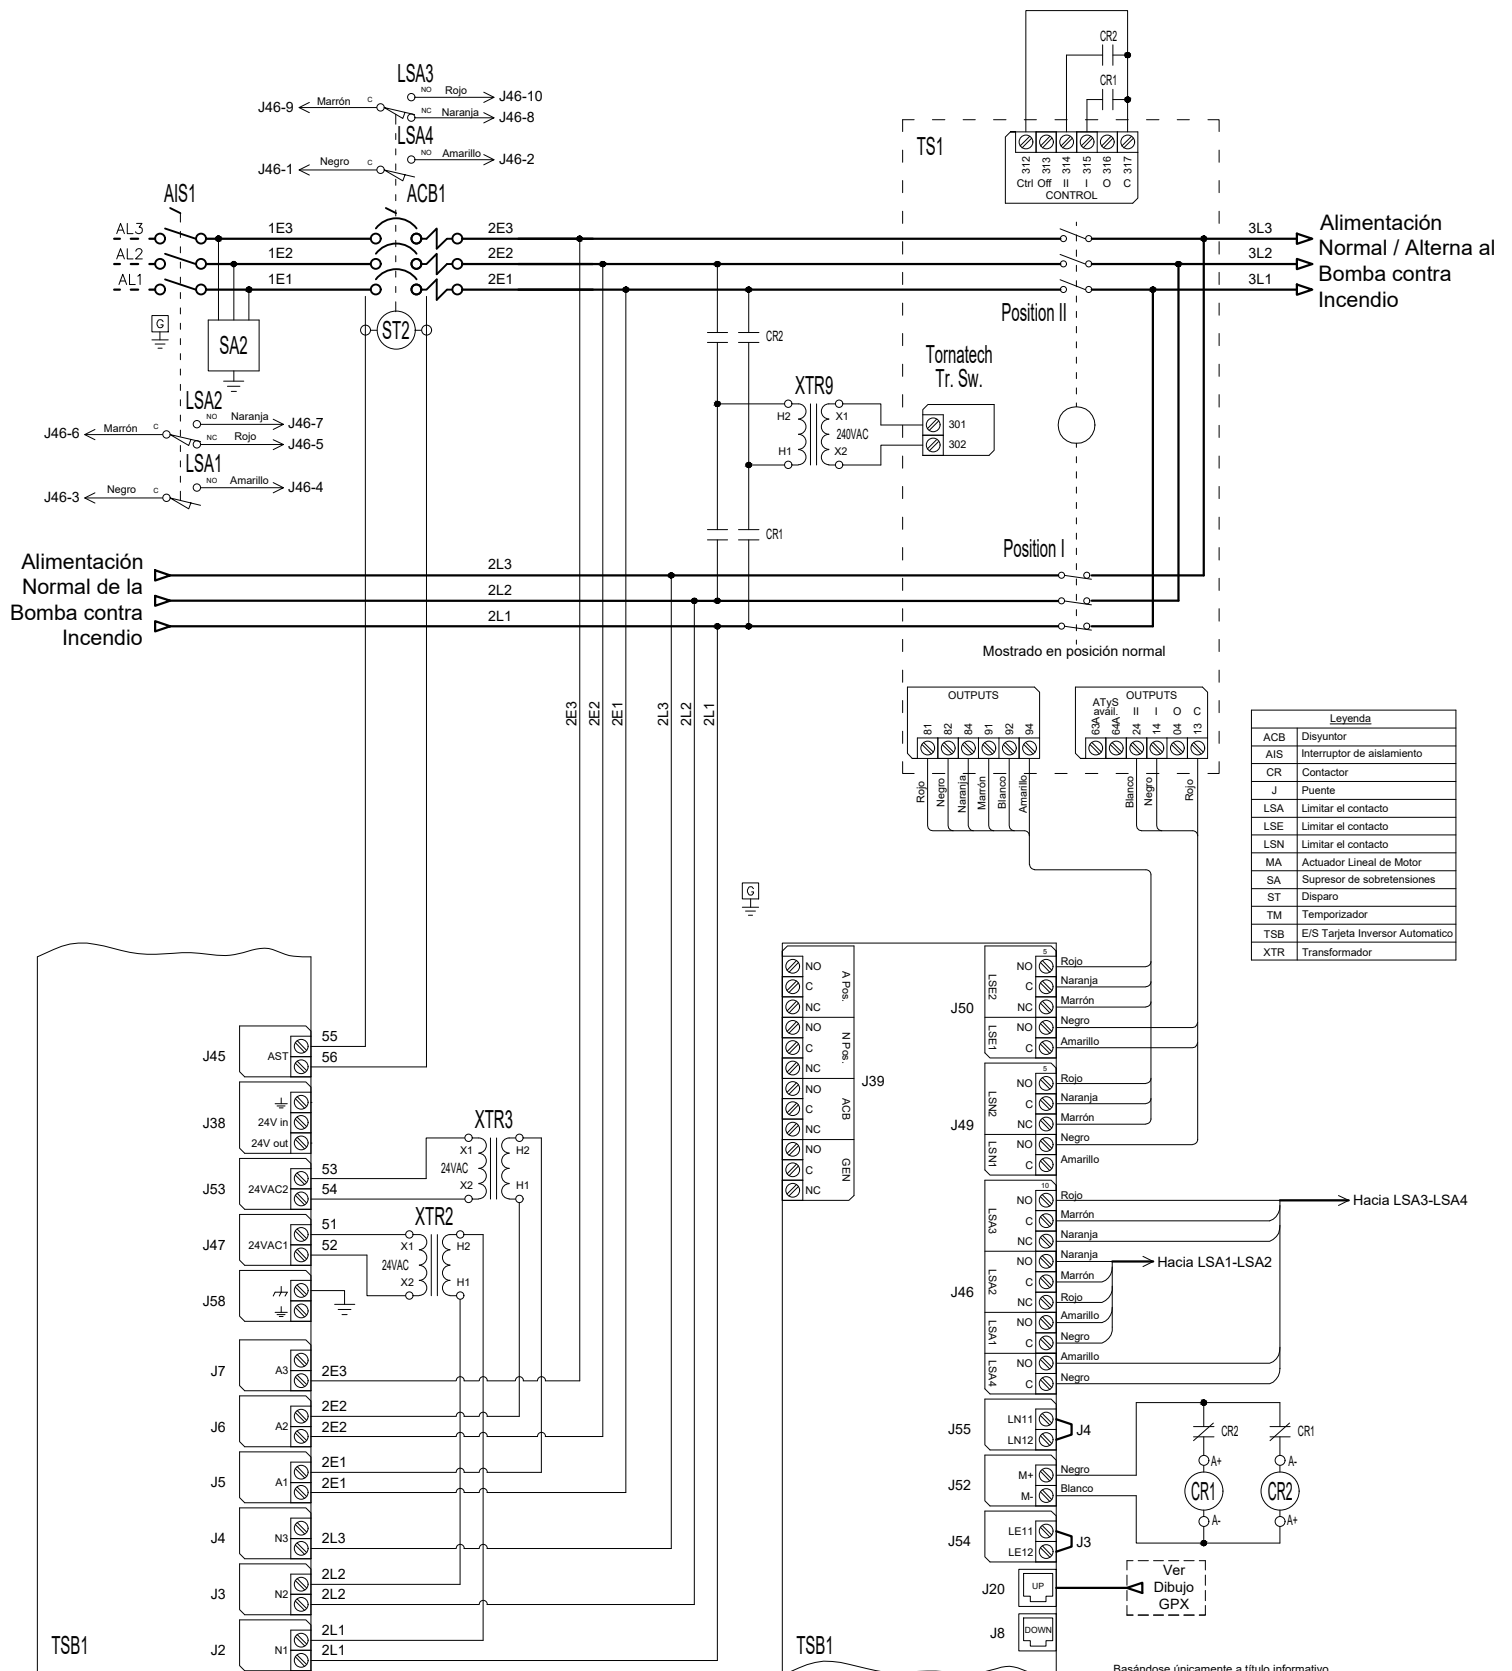 CR2
CR1
TS1
312 313 314 315 316 317
Ctrl Off II I O C
CONTROL
LSA3
NO Rojo J46-10
J46-9 Marrón C
NC Naranja J46-8
LSA4
NO Amarillo J46-2
J46-1 Negro C
AIS1
ACB1
AL3 1E3 2E3 3L3
AL2 1E2 2E2 3L2
AL1 1E1 2E1 3L1
Alimentación
Normal / Alterna al
Bomba contra
Incendio
Position II
G
SA2
ST2
CR2
Tornatech
Tr. Sw.
XTR9
H2 X1 301
240VAC
H1 X2 302
LSA2
NO Naranja J46-7
J46-6 Marrón C
NC Rojo J46-5
LSA1
NO Amarillo J46-4
J46-3 Negro C
CR1
Position I
Alimentación
Normal de la
Bomba contra
Incendio
2L3
2L2
2L1
Mostrado en posición normal
2E3 2E2 2E1 2L3 2L2 2L1
OUTPUTS
81 82 84 91 92 94
Rojo Negro Naranja Marrón Blanco Amarillo
OUTPUTS
ATyS
avail. II I O C
63A 64A 24 14 04 13
Blanco Negro Rojo
Leyenda
ACB Disyuntor
AIS Interruptor de aislamiento
CR Contactor
J Puente
LSA Limitar el contacto
LSE Limitar el contacto
LSN Limitar el contacto
MA Actuador Lineal de Motor
SA Supresor de sobretensiones
ST Disparo
TM Temporizador
TSB E/S Tarjeta Inversor Automatico
XTR Transformador
G
J45 AST 55
56
J38
24V in
24V out
J53 24VAC2 53
54
XTR3
X1 H2
24VAC
X2 H1
J47 24VAC1 51
52
XTR2
X1 H2
24VAC
X2 H1
J58
J7 A3 2E3
J6 A2 2E2
2E2
J5 A1 2E1
2E1
J4 N3 2L3
J3 N2 2L2
2L2
J2 N1 2L1
2L1
TSB1
NO
C A Pos.
NC
NO
C N Pos.
NC
J39
NO
C ACB
NC
NO
C GEN
NC
J50
5
LSE2 NO Rojo
C Naranja
NC Marrón
LSE1 NO Negro
C Amarillo
J49
5
LSN2 NO Rojo
C Naranja
NC Marrón
LSN1 NO Negro
C Amarillo
J46
10
LSA3 NO Rojo
C Marrón
NC Naranja
Hacia LSA3-LSA4
LSA2 NO Naranja
C Marrón
NC Rojo
Hacia LSA1-LSA2
LSA1 NO Amarillo
C Negro
LSA4 NO Amarillo
C Negro
J55 LN11
LN12 J4
J52 M+ Negro
M- Blanco
CR2 CR1
A+ A-
CR1 CR2
A- A+
J54 LE11
LE12 J3
J20 UP
Ver
Dibujo
GPX
J8 DOWN
TSB1
Basándose únicamente a título informativo